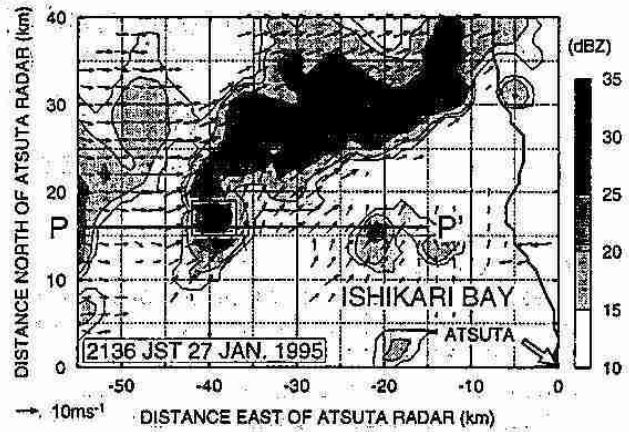 40
30
20
10
0
DISTANCE NORTH OF ATSUTA RADAR (km)
P
P'
ISHIKARI BAY
ATSUTA
2136 JST 27 JAN. 1995
-50
-40
-30
-20
-10
0
10ms-1
DISTANCE EAST OF ATSUTA RADAR (km)
(dBZ)
35
30
25
20
15
10